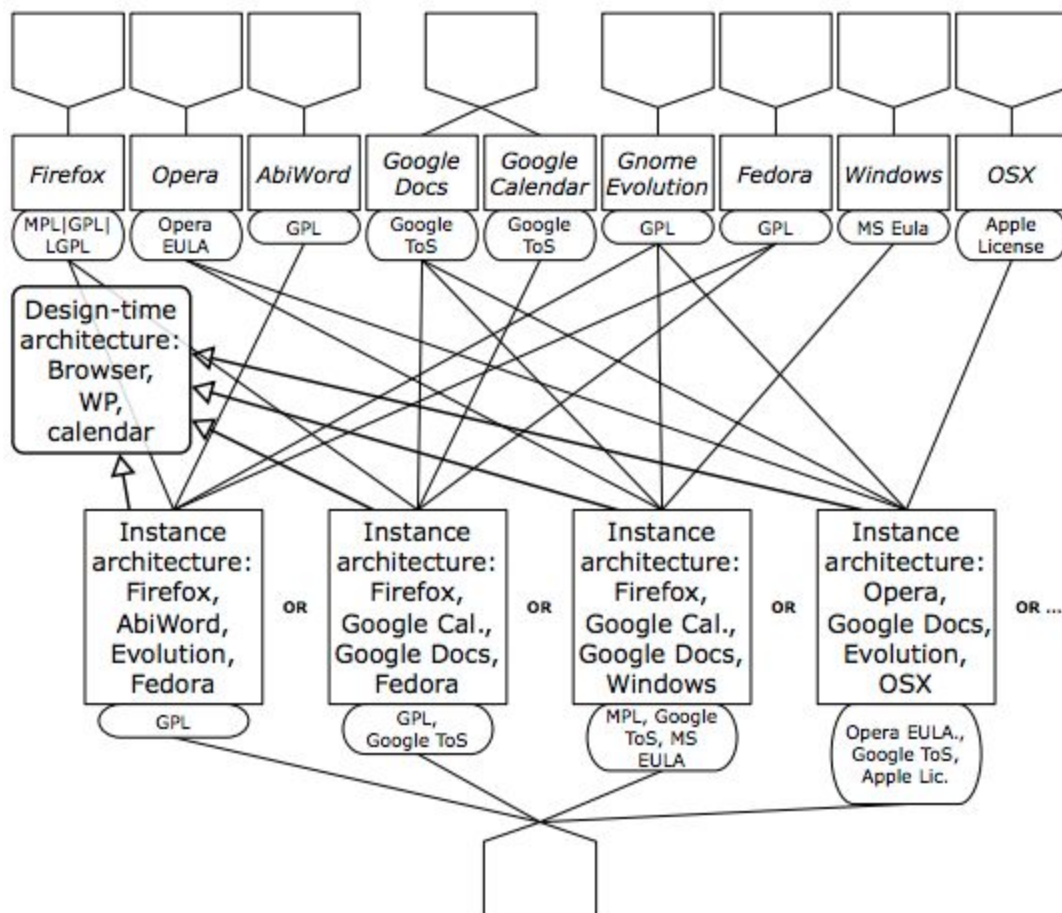 Firefox
Opera
AbiWord
Google
Docs
Google
Calendar
Gnome
Evolution
Fedora
Windows
OSX
MPL|GPL|
LGPL
Opera
EULA
GPL
Google
ToS
Google
ToS
GPL
GPL
MS Eula
Apple
License
Design-time
architecture:
Browser,
WP,
calendar
Instance
architecture:
Firefox,
AbiWord,
Evolution,
Fedora
OR
Instance
architecture:
Firefox,
Google Cal.,
Google Docs,
Fedora
OR
Instance
architecture:
Firefox,
Google Cal.,
Google Docs,
Windows
OR
Instance
architecture:
Opera,
Google Docs,
Evolution,
OSX
OR ...
GPL
GPL,
Google ToS
MPL, Google
ToS, MS
EULA
Opera EULA.,
Google ToS,
Apple Lic.